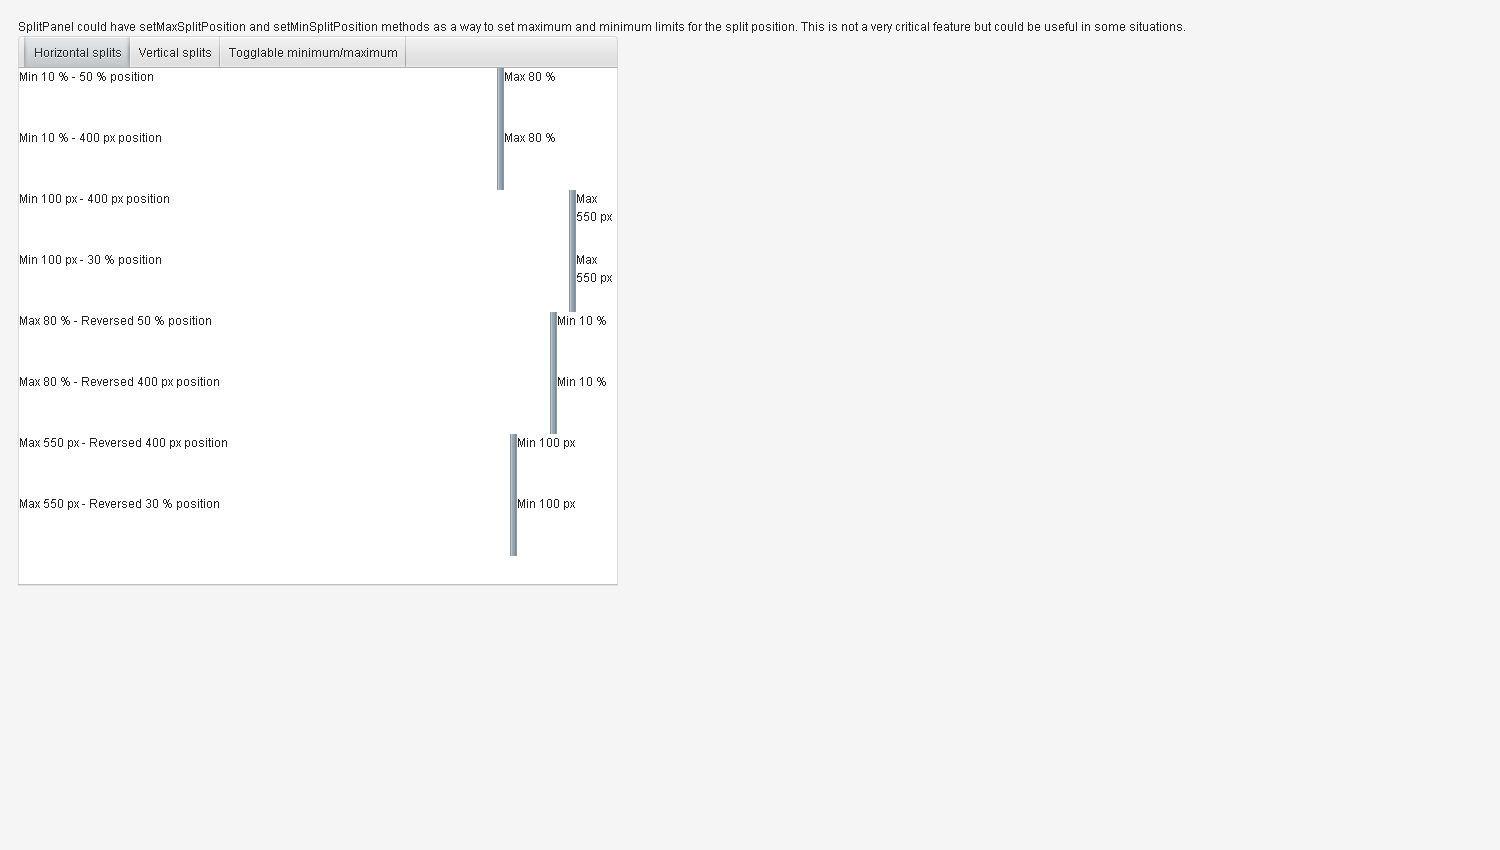 SplitPanel could have setMaxSplitPosition and setMinSplitPosition methods as a way to set maximum and minimum limits for the split position. This is not a very critical feature but could be useful in some situations.
Horizontal splits Vertical splits Togglable minimum/maximum
Min 10 % - 50 % position Max 80 %
Min 10 % - 400 px position Max 80 %
Min 100 px - 400 px position Max
550 px
Min 100 px - 30 % position Max
550 px
Max 80 % - Reversed 50 % position Min 10 %
Max 80 % - Reversed 400 px position Min 10 %
Max 550 px - Reversed 400 px position Min 100 px
Max 550 px - Reversed 30 % position Min 100 px